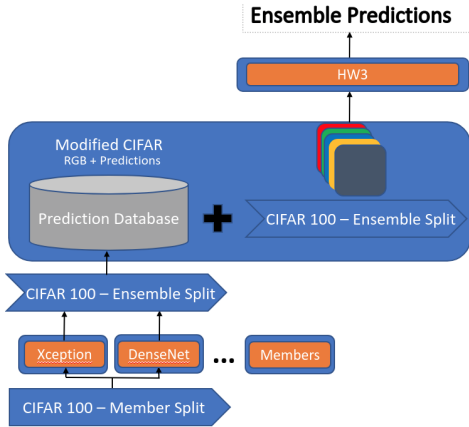 Ensemble Predictions
HW3
Modified CIFAR
RGB + Predictions
Prediction Database
CIFAR 100 – Ensemble Split
CIFAR 100 – Ensemble Split
Xception
DenseNet
...
Members
CIFAR 100 – Member Split